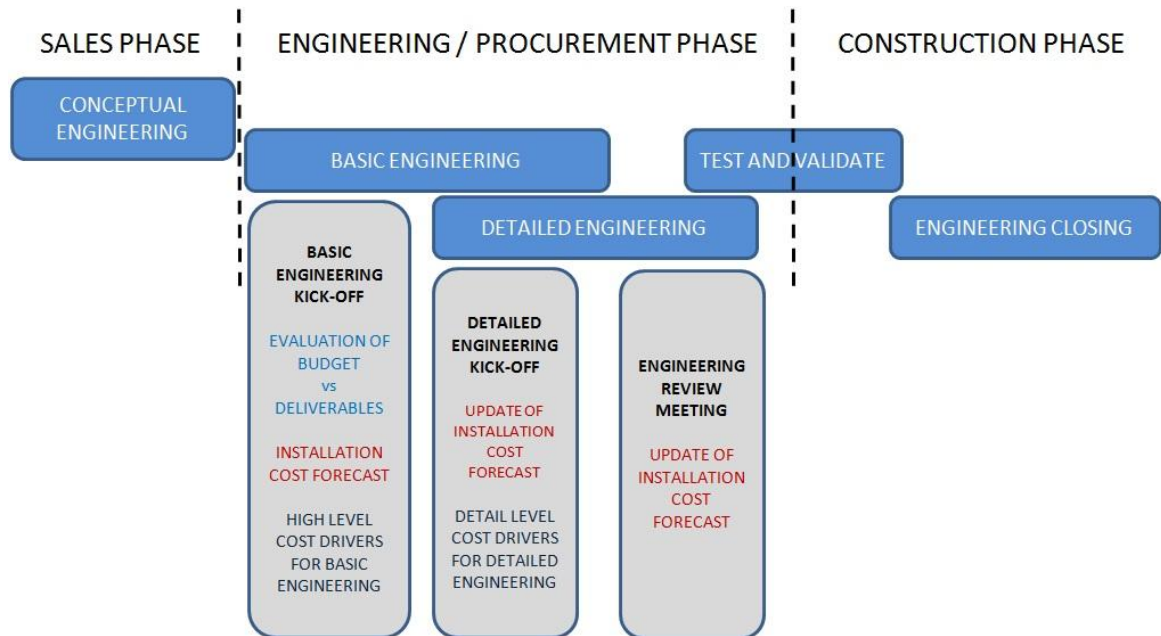 SALES PHASE
ENGINEERING / PROCUREMENT PHASE
CONSTRUCTION PHASE
CONCEPTUAL
ENGINEERING
BASIC ENGINEERING
TEST AND VALIDATE
DETAILED ENGINEERING
ENGINEERING CLOSING
BASIC
ENGINEERING
KICK-OFF
EVALUATION OF
BUDGET
vs
DELIVERABLES
INSTALLATION
COST FORECAST
HIGH LEVEL
COST DRIVERS
FOR BASIC
ENGINEERING
DETAILED
ENGINEERING
KICK-OFF
UPDATE OF
INSTALLATION
COST
FORECAST
DETAIL LEVEL
COST DRIVERS
FOR DETAILED
ENGINEERING
ENGINEERING
REVIEW
MEETING
UPDATE OF
INSTALLATION
COST
FORECAST